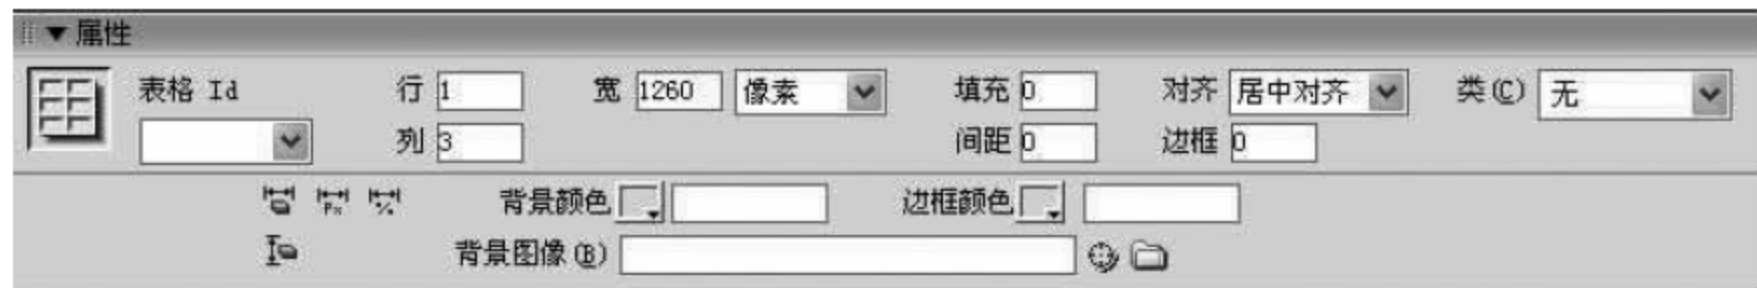 属性
表格 Id 行 1 宽 1260 像素 填充 0 对齐 居中对齐 类(C) 无
列 3 间距 0 边框 0
背景颜色 边框颜色
背景图像(B)